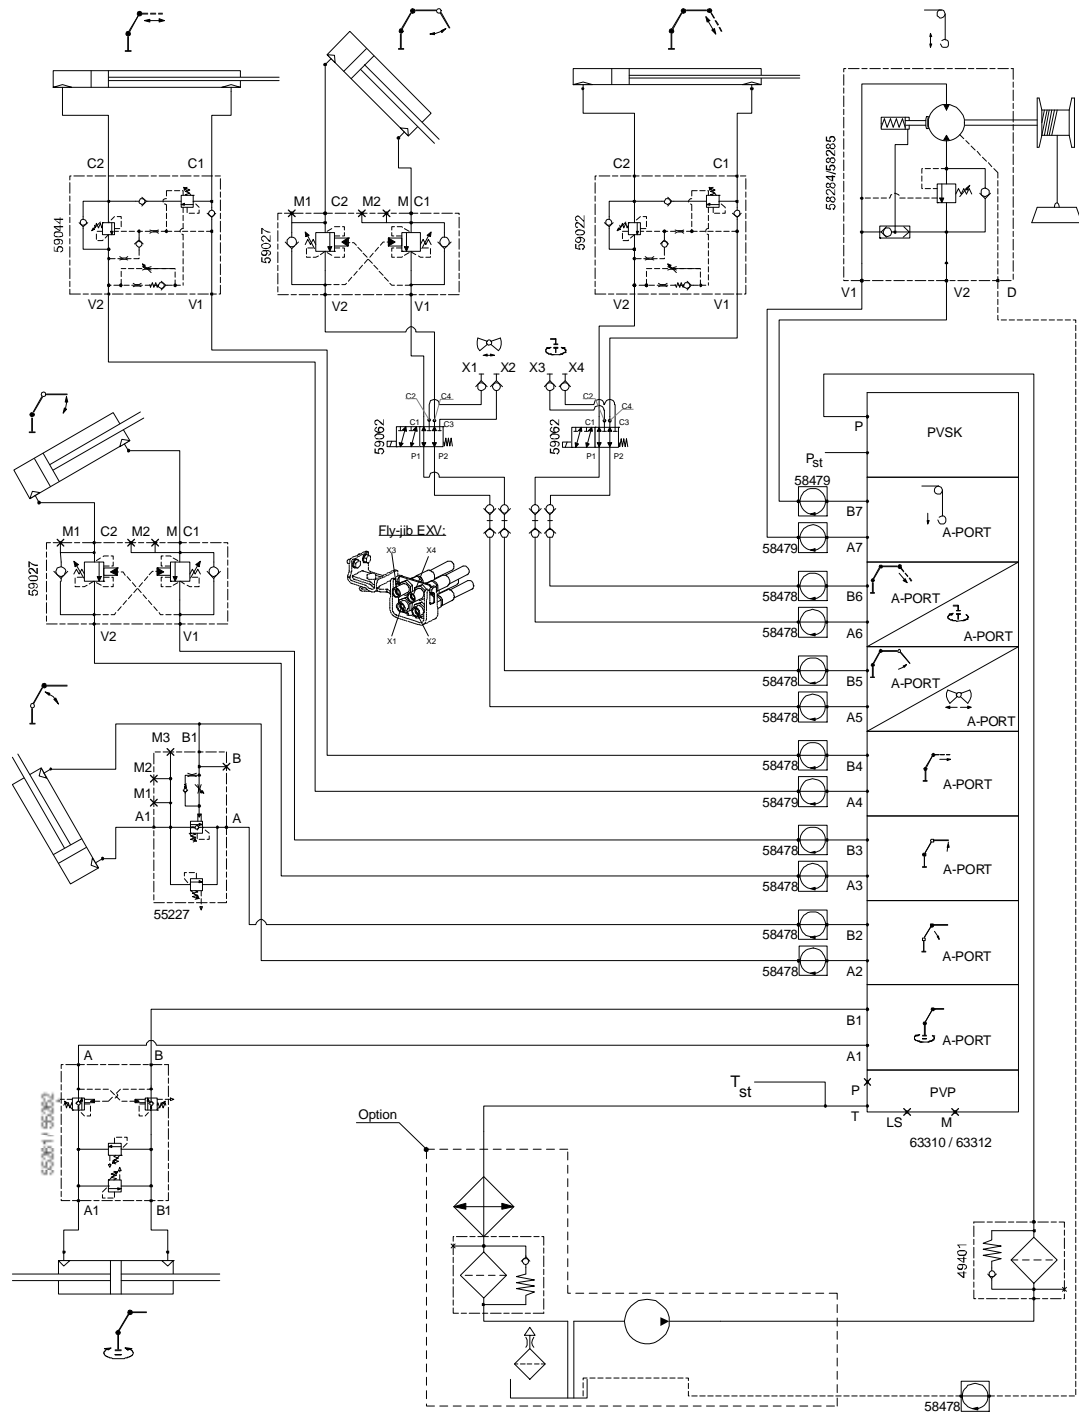 C2 C1
59044
V2 V1
M1 C2 M2 M C1
59027
V2 V1
C2 C1
59022
V2 V1
58284/58285
V1 V2 D
X1 X2
X3 X4
C2 C4
C1 C3
59062
P1 P2
C2 C4
C1 C3
59062
P1 P2
M1 C2 M2 M C1
59027
V2 V1
Fly-jib EXV:
X3 X4
X1 X2
M3 B1
B
M2
M1
A1 A
55227
P
PVSK
Pst
58479
B7
A-PORT
58479 A7
B6
58478
A-PORT
58478 A6
A-PORT
B5
58478
A-PORT
58478 A5
A-PORT
58478 B4
A-PORT
58479 A4
58478 B3
A-PORT
58478 A3
58478 B2
A-PORT
58478 A2
B1
A-PORT
A1
A B
55261 / 55262
A1 B1
P
PVP
T
Tst
LS M
63310 / 63312
Option
49401
58478